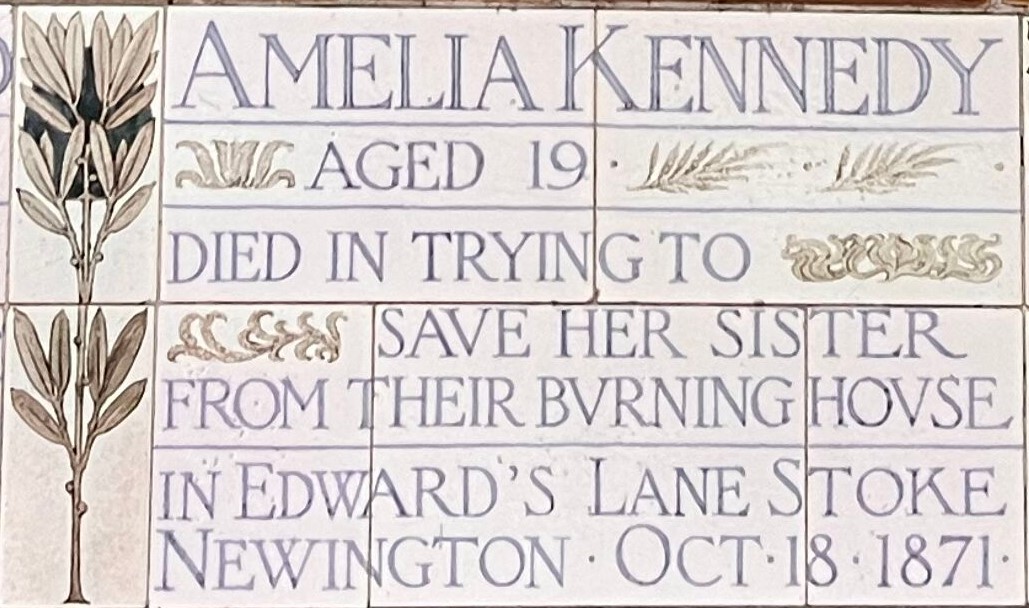 AMELIA KENNEDY
AGED 19 ·
DIED IN TRYING TO
SAVE HER SISTER
FROM THEIR BVRNING HOVSE
IN EDWARD'S LANE STOKE
NEWINGTON · OCT · 18 · 1871 ·